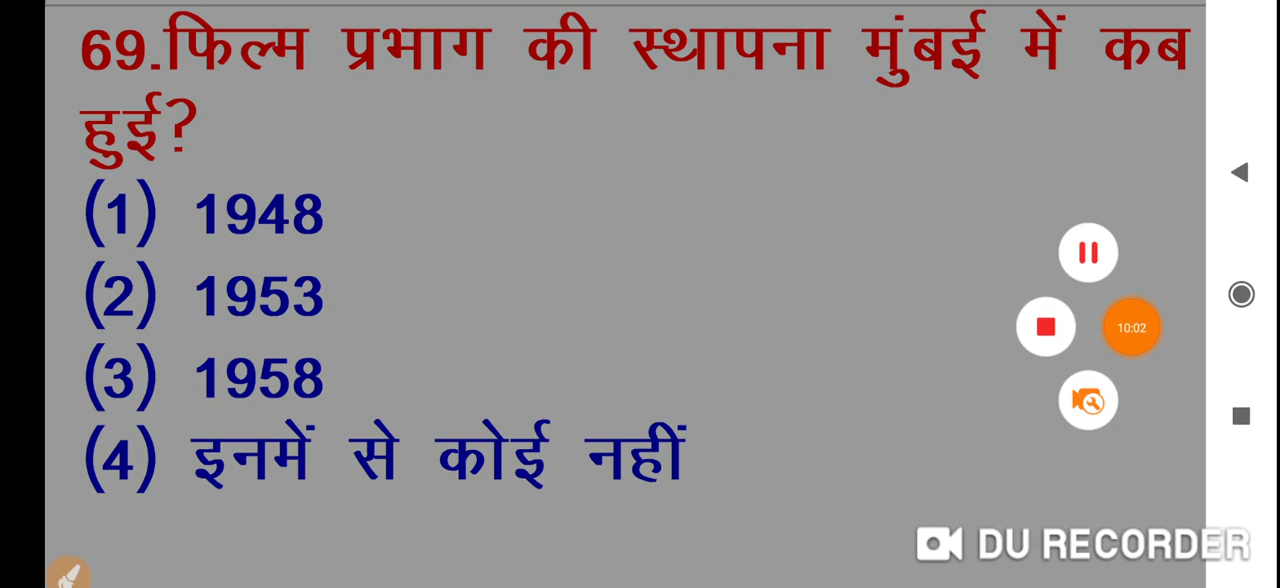 69.फिल्म प्रभाग की स्थापना मुंबई में कब
हुई?
(1) 1948
(2) 1953
(3) 1958
(4) इनमें से कोई नहीं
10:02
DU RECORDER